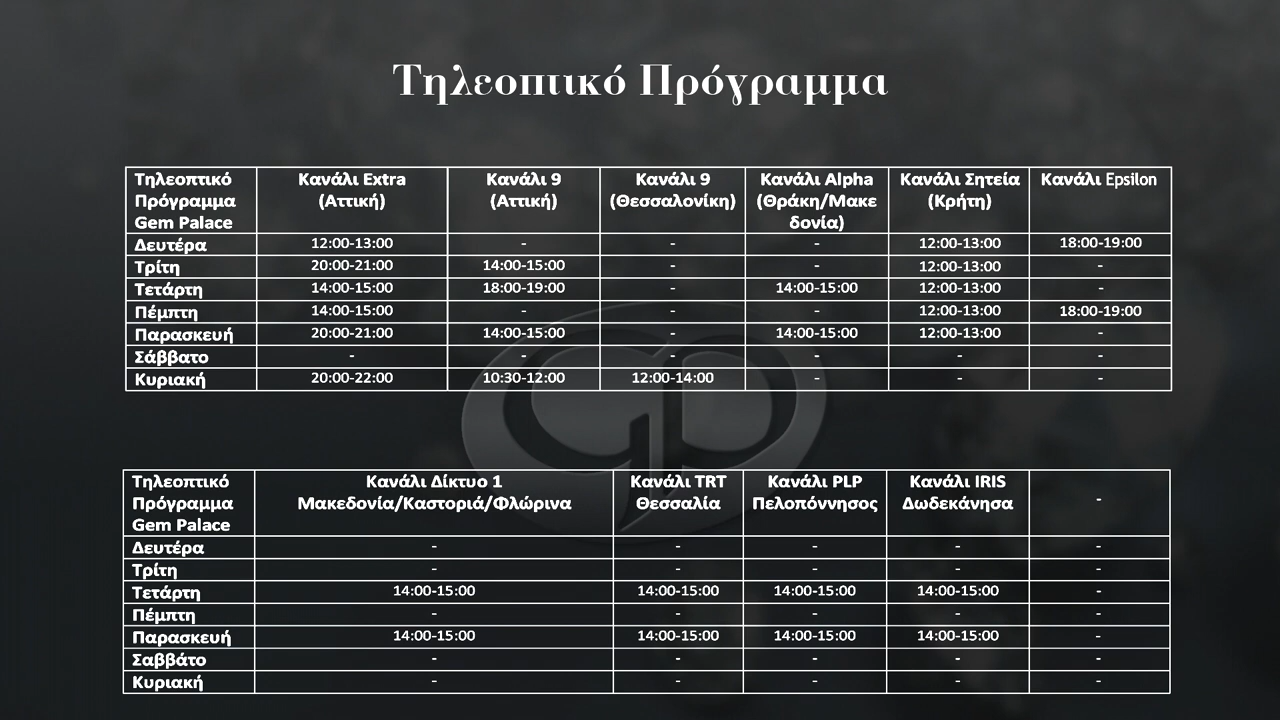 Τηλεοπτικό Πρόγραμμα
Τηλεοπτικό Πρόγραμμα Gem Palace | Κανάλι Extra (Αττική) | Κανάλι 9 (Αττική) | Κανάλι 9 (Θεσσαλονίκη) | Κανάλι Alpha (Θράκη/Μακεδονία) | Κανάλι Σητεία (Κρήτη) | Κανάλι Epsilon
Δευτέρα | 12:00-13:00 | - | - | - | 12:00-13:00 | 18:00-19:00
Τρίτη | 20:00-21:00 | 14:00-15:00 | - | - | 12:00-13:00 | -
Τετάρτη | 14:00-15:00 | 18:00-19:00 | - | 14:00-15:00 | 12:00-13:00 | -
Πέμπτη | 14:00-15:00 | - | - | - | 12:00-13:00 | 18:00-19:00
Παρασκευή | 20:00-21:00 | 14:00-15:00 | - | 14:00-15:00 | 12:00-13:00 | -
Σάββατο | - | - | - | - | - | -
Κυριακή | 20:00-22:00 | 10:30-12:00 | 12:00-14:00 | - | - | -
Τηλεοπτικό Πρόγραμμα Gem Palace | Κανάλι Δίκτυο 1 Μακεδονία/Καστοριά/Φλώρινα | Κανάλι TRT Θεσσαλία | Κανάλι PLP Πελοπόννησος | Κανάλι IRIS Δωδεκάνησα | -
Δευτέρα | - | - | - | - | -
Τρίτη | - | - | - | - | -
Τετάρτη | 14:00-15:00 | 14:00-15:00 | 14:00-15:00 | 14:00-15:00 | -
Πέμπτη | - | - | - | - | -
Παρασκευή | 14:00-15:00 | 14:00-15:00 | 14:00-15:00 | 14:00-15:00 | -
Σαββάτο | - | - | - | - | -
Κυριακή | - | - | - | - | -